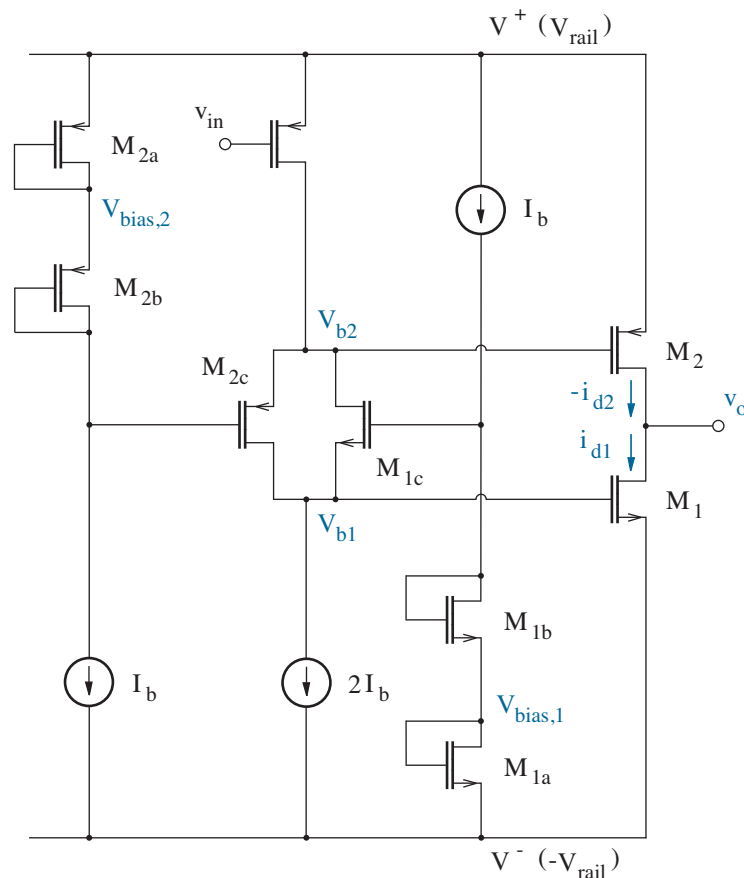 V+ (Vrail)
vin
M2a
Vbias,2
Ib
M2b
Vb2
M2c
M2
-id2
vo
id1
M1c
M1
Vb1
M1b
Ib
2Ib
Vbias,1
M1a
V- (-Vrail)